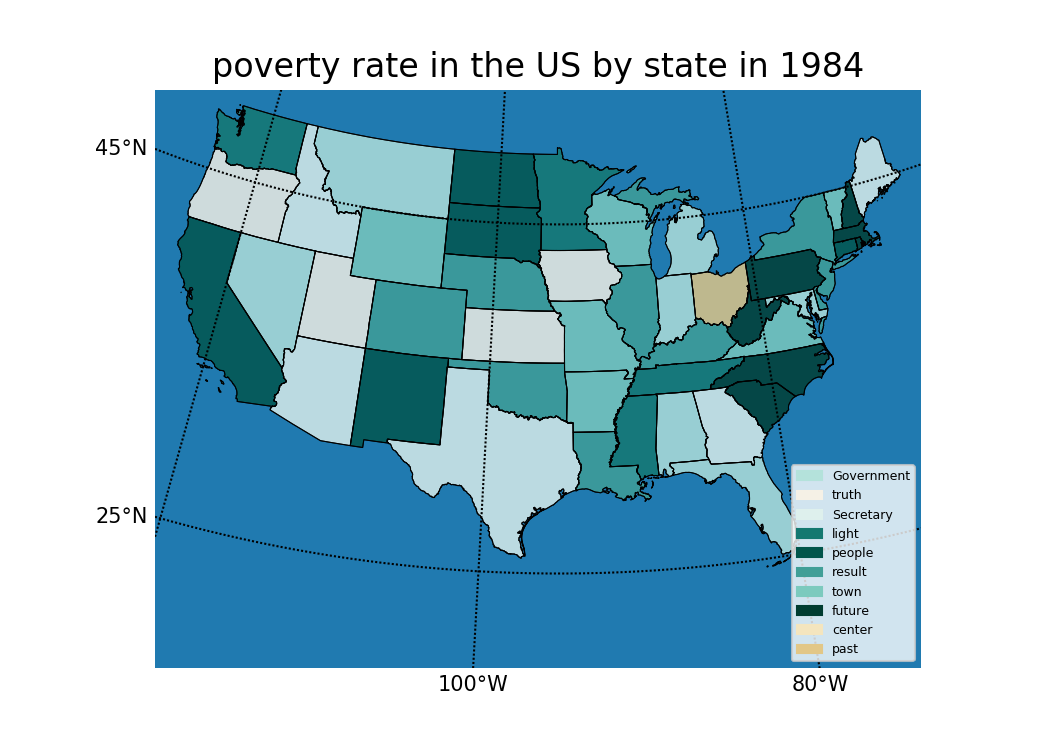 poverty rate in the US by state in 1984
45°N
25°N
100°W
80°W
Government
truth
Secretary
light
people
result
town
future
center
past